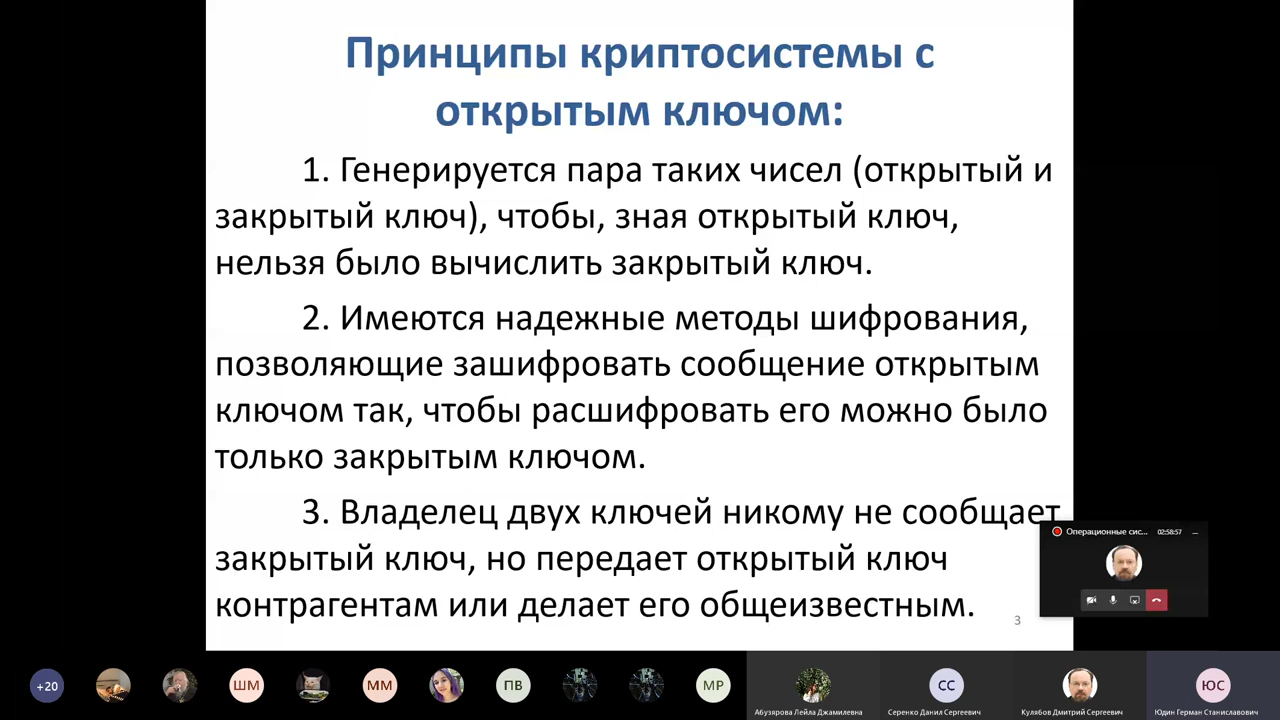 Принципы криптосистемы с
открытым ключом:
1. Генерируется пара таких чисел (открытый и
закрытый ключ), чтобы, зная открытый ключ,
нельзя было вычислить закрытый ключ.
2. Имеются надежные методы шифрования,
позволяющие зашифровать сообщение открытым
ключом так, чтобы расшифровать его можно было
только закрытым ключом.
3. Владелец двух ключей никому не сообщает
закрытый ключ, но передает открытый ключ
контрагентам или делает его общеизвестным.
3
Операционные сис... 02:58:57
+20 ШМ ММ ПВ МР СС ЮС
Абузярова Лейла Джамилевна Серенко Данил Сергеевич Кулябов Дмитрий Сергеевич Юдин Герман Станиславович